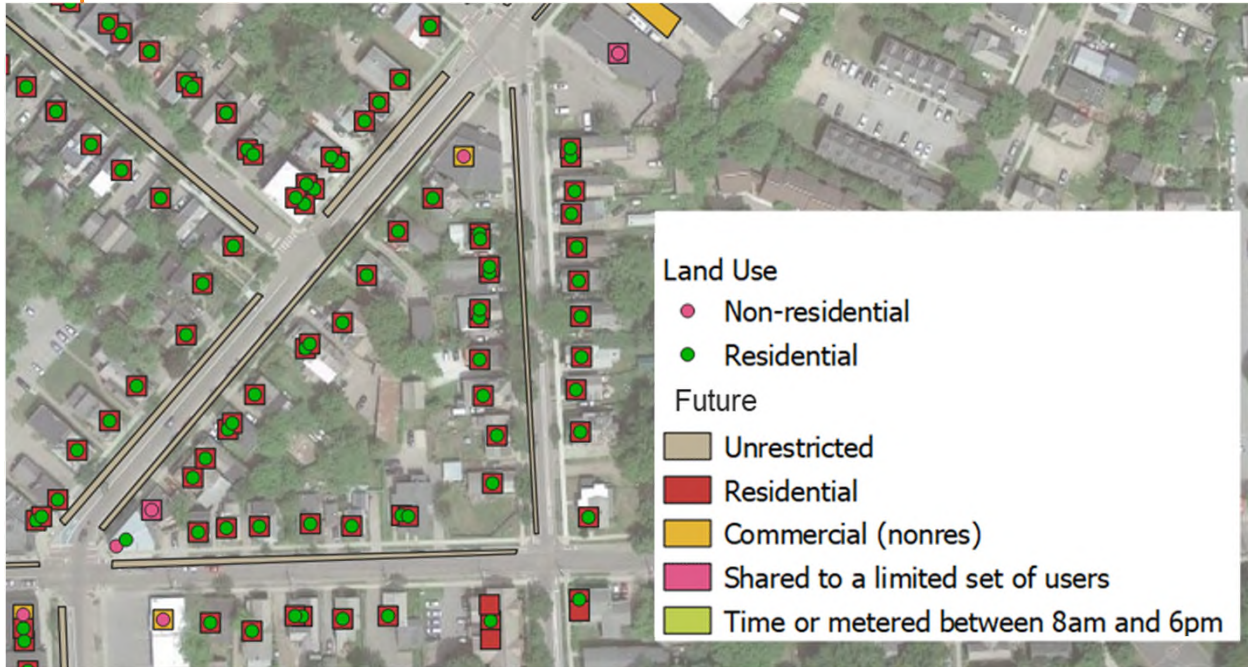 Land Use
Non-residential
Residential
Future
Unrestricted
Residential
Commercial (nonres)
Shared to a limited set of users
Time or metered between 8am and 6pm